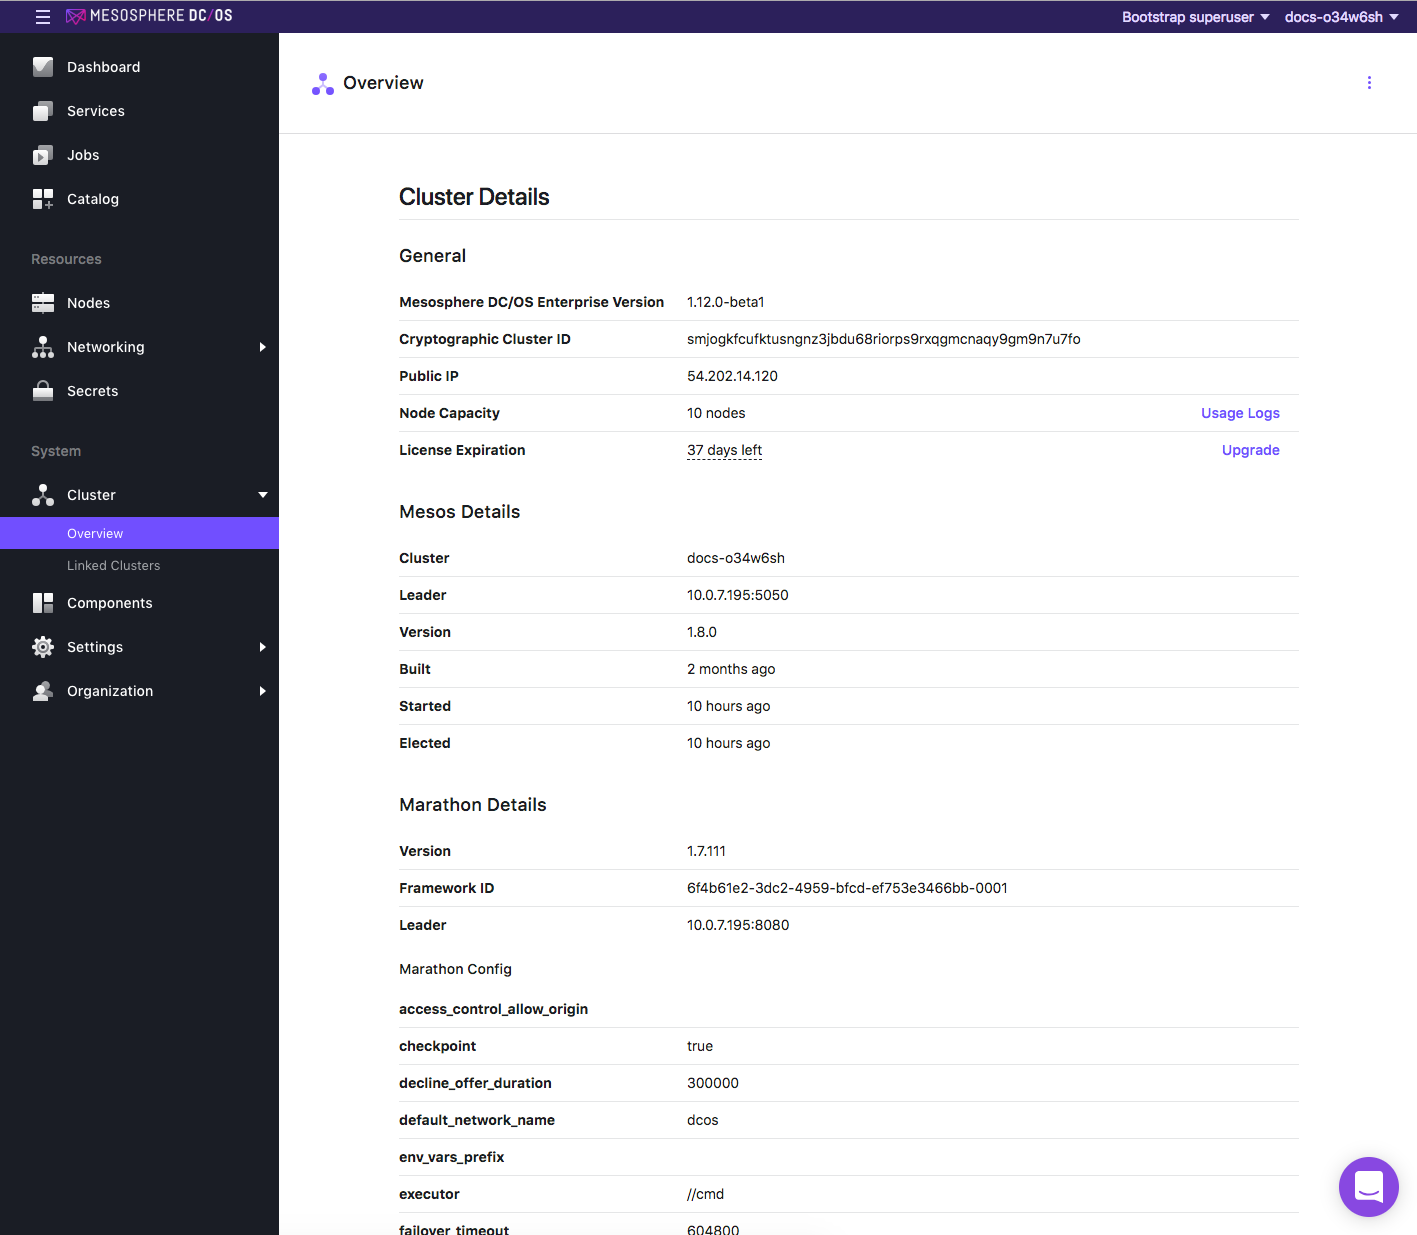 MESOSPHERE DC/OS
Bootstrap superuser
docs-o34w6sh
Dashboard
Services
Jobs
Catalog
Resources
Nodes
Networking
Secrets
System
Cluster
Overview
Linked Clusters
Components
Settings
Organization
Overview
Cluster Details
General
Mesosphere DC/OS Enterprise Version 1.12.0-beta1
Cryptographic Cluster ID smjogkfcufktusngnz3jbdu68riorps9rxqgmcnaqy9gm9n7u7fo
Public IP 54.202.14.120
Node Capacity 10 nodes Usage Logs
License Expiration 37 days left Upgrade
Mesos Details
Cluster docs-o34w6sh
Leader 10.0.7.195:5050
Version 1.8.0
Built 2 months ago
Started 10 hours ago
Elected 10 hours ago
Marathon Details
Version 1.7.111
Framework ID 6f4b61e2-3dc2-4959-bfcd-ef753e3466bb-0001
Leader 10.0.7.195:8080
Marathon Config
access_control_allow_origin
checkpoint true
decline_offer_duration 300000
default_network_name dcos
env_vars_prefix
executor //cmd
failover_timeout 604800